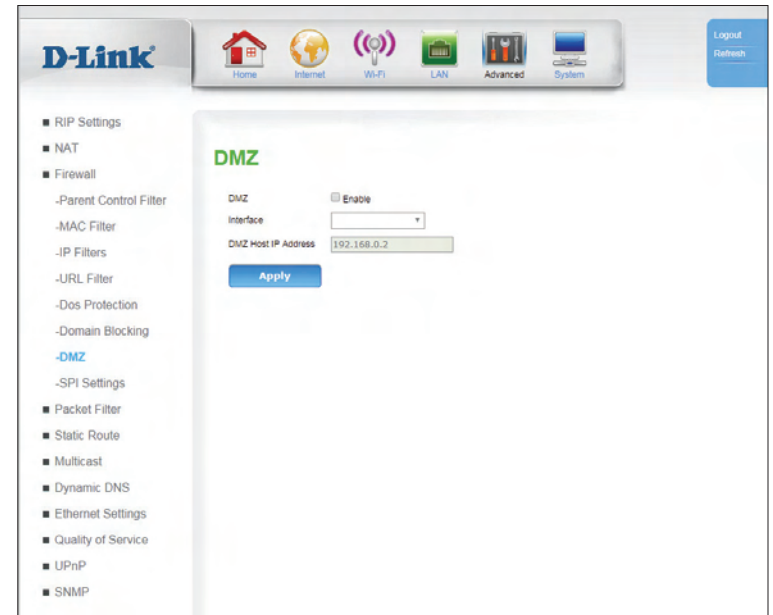 D-Link
Home
Internet
Wi-Fi
LAN
Advanced
System
Logout
Refresh
RIP Settings
NAT
Firewall
-Parent Control Filter
-MAC Filter
-IP Filters
-URL Filter
-Dos Protection
-Domain Blocking
-DMZ
-SPI Settings
Packet Filter
Static Route
Multicast
Dynamic DNS
Ethernet Settings
Quality of Service
UPnP
SNMP
DMZ
DMZ Enable
Interface
DMZ Host IP Address 192.168.0.2
Apply